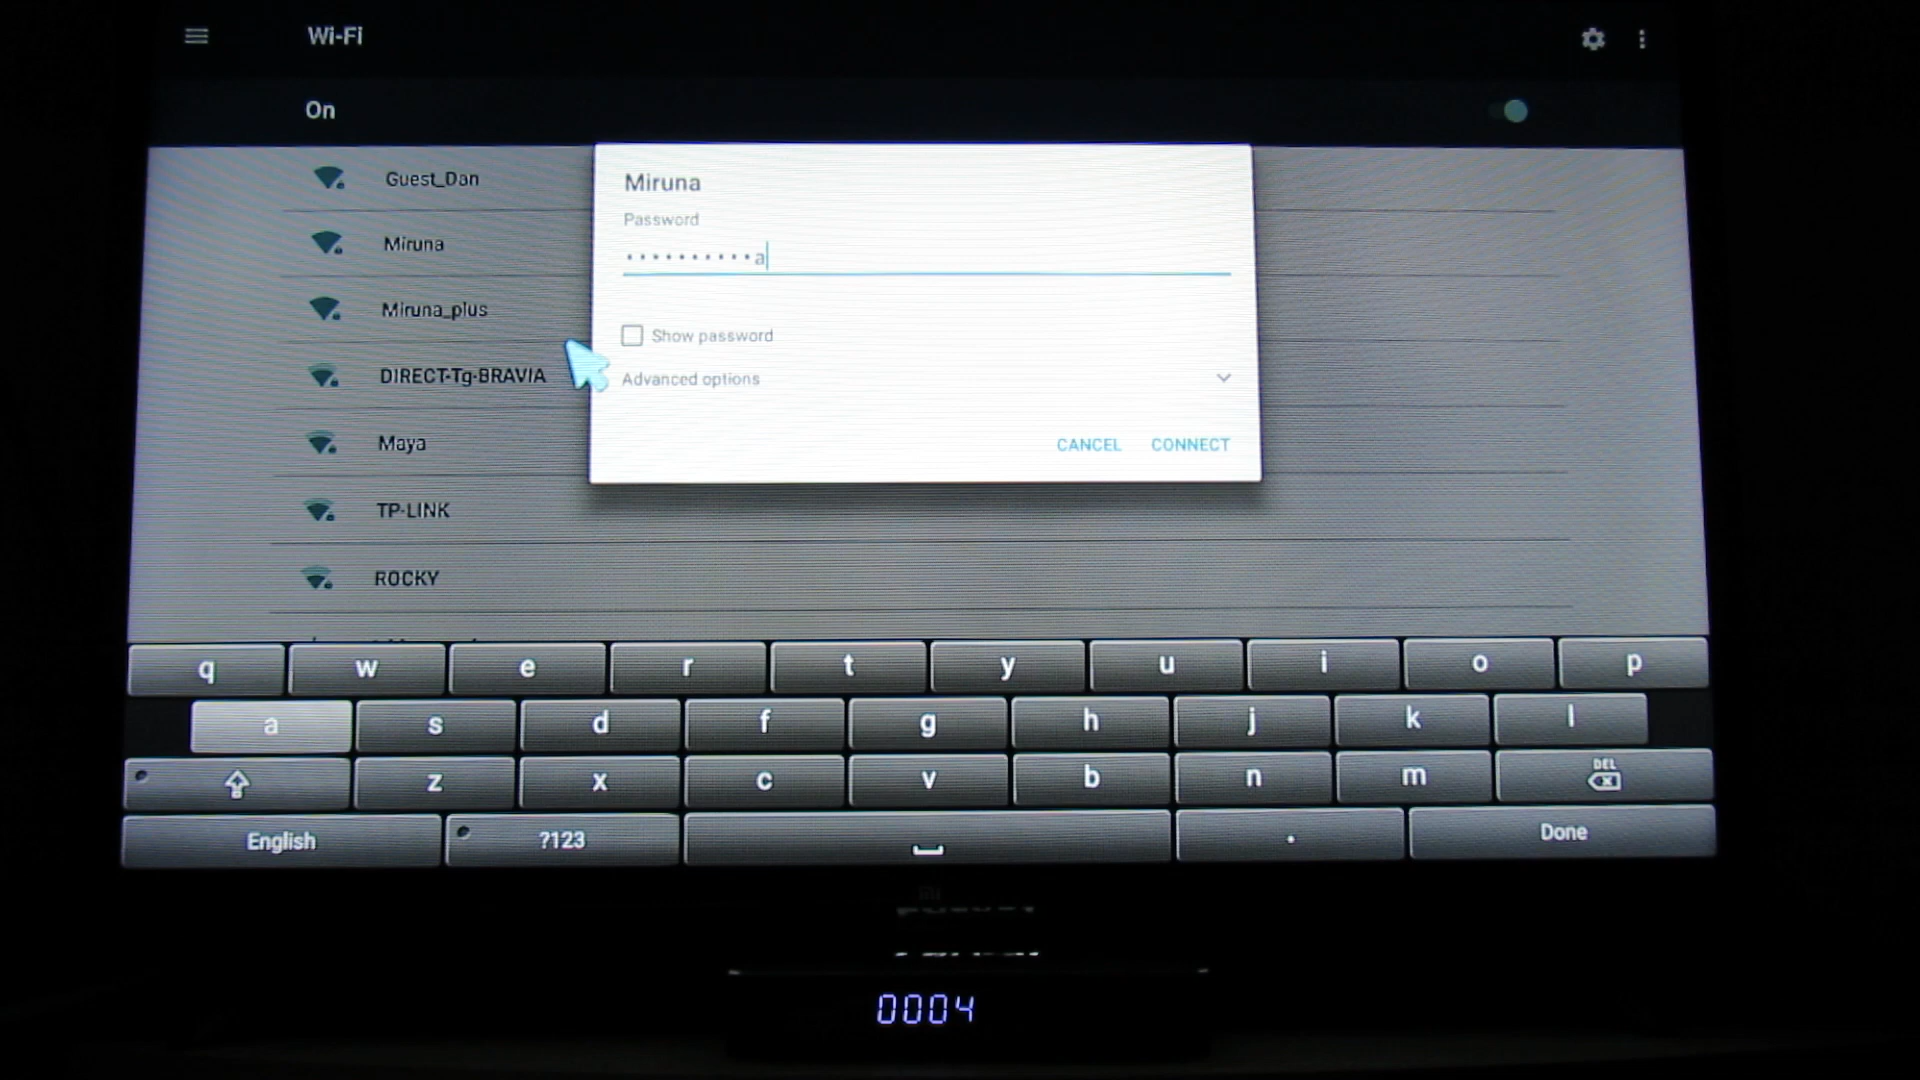 Wi-Fi
On
Guest_Dan
Miruna
Miruna_plus
DIRECT-Tg-BRAVIA
Maya
TP-LINK
ROCKY
Miruna
Password
••••••••••a
Show password
Advanced options
CANCEL CONNECT
q w e r t y u i o p
a s d f g h j k l
z x c v b n m DEL
English ?123 . Done
0004